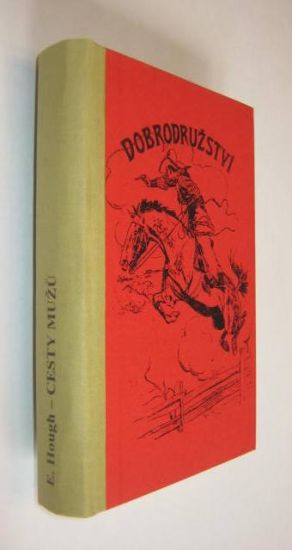 DOBRODRUŽSTVÍ
E. Hough – CESTY MUŽŮ